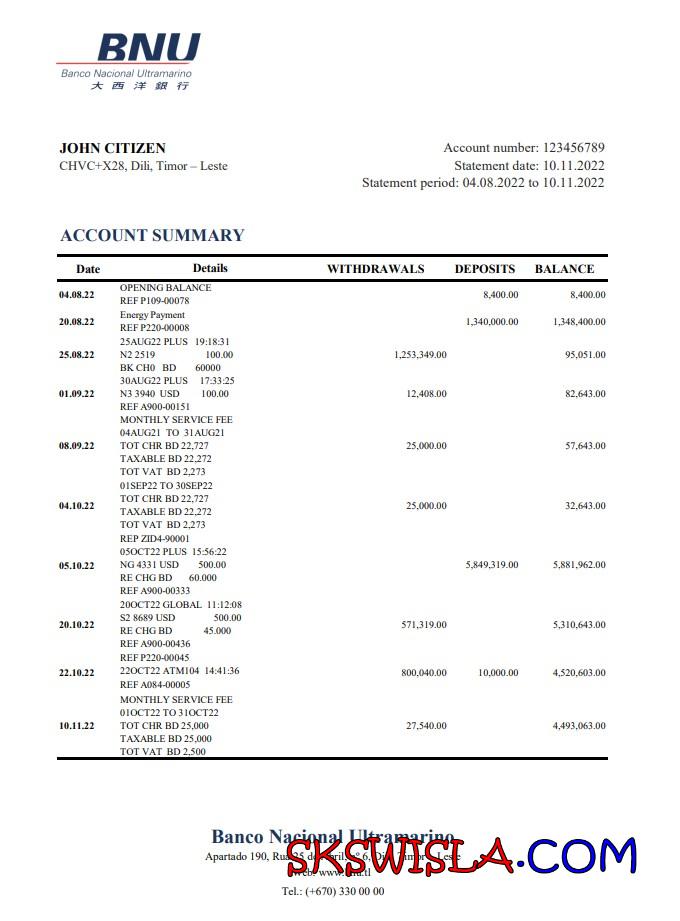 BNU
Banco Nacional Ultramarino
大西洋銀行
JOHN CITIZEN
CHVC+X28, Dili, Timor – Leste
Account number: 123456789
Statement date: 10.11.2022
Statement period: 04.08.2022 to 10.11.2022
ACCOUNT SUMMARY
Date Details WITHDRAWALS DEPOSITS BALANCE
OPENING BALANCE
04.08.22 8,400.00 8,400.00
REF P109-00078
Energy Payment
20.08.22 1,340,000.00 1,348,400.00
REF P220-00008
25AUG22 PLUS 19:18:31
25.08.22 N2 2519 100.00 1,253,349.00 95,051.00
BK CH0 BD 60000
30AUG22 PLUS 17:33:25
01.09.22 N3 3940 USD 100.00 12,408.00 82,643.00
REF A900-00151
MONTHLY SERVICE FEE
04AUG21 TO 31AUG21
08.09.22 TOT CHR BD 22,727 25,000.00 57,643.00
TAXABLE BD 22,272
TOT VAT BD 2,273
01SEP22 TO 30SEP22
TOT CHR BD 22,727
04.10.22 25,000.00 32,643.00
TAXABLE BD 22,272
TOT VAT BD 2,273
REP ZID4-90001
05OCT22 PLUS 15:56:22
05.10.22 NG 4331 USD 500.00 5,849,319.00 5,881,962.00
RE CHG BD 60.000
REF A900-00333
20OCT22 GLOBAL 11:12:08
S2 8689 USD 500.00
20.10.22 571,319.00 5,310,643.00
RE CHG BD 45.000
REF A900-00436
REF P220-00045
22.10.22 22OCT22 ATM104 14:41:36 800,040.00 10,000.00 4,520,603.00
REF A084-00005
MONTHLY SERVICE FEE
01OCT22 TO 31OCT22
10.11.22 TOT CHR BD 25,000 27,540.00 4,493,063.00
TAXABLE BD 25,000
TOT VAT BD 2,500
Banco Nacional Ultramarino
Apartado 190,
SKSWISLA.COM
Tel.: (+670) 330 00 00